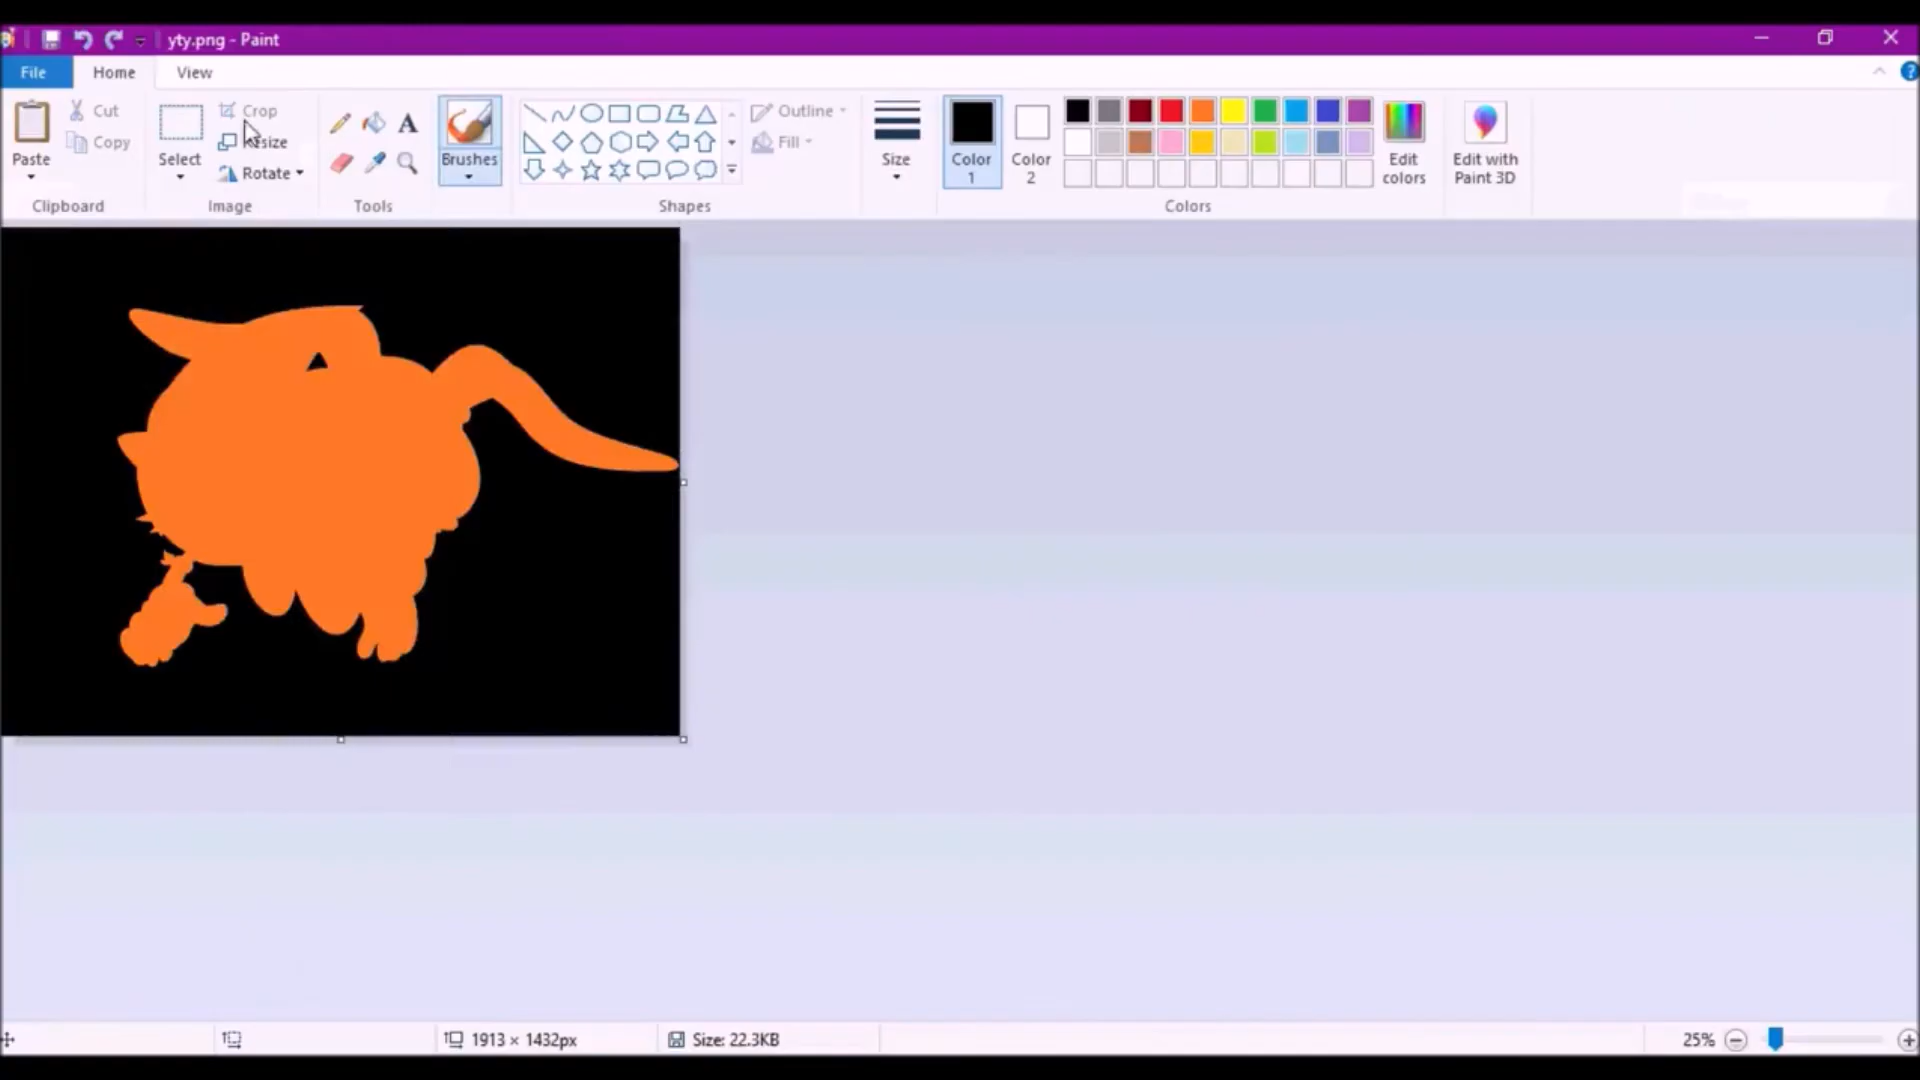 yty.png - Paint
File Home View
Paste
Cut
Copy
Clipboard
Select
Crop
Rotate
Image
A
Tools
Brushes
Shapes
Outline
Fill
Size
Color 1
Color 2
Colors
Edit colors
Edit with Paint 3D
1913 × 1432px
Size: 22.3KB
25%